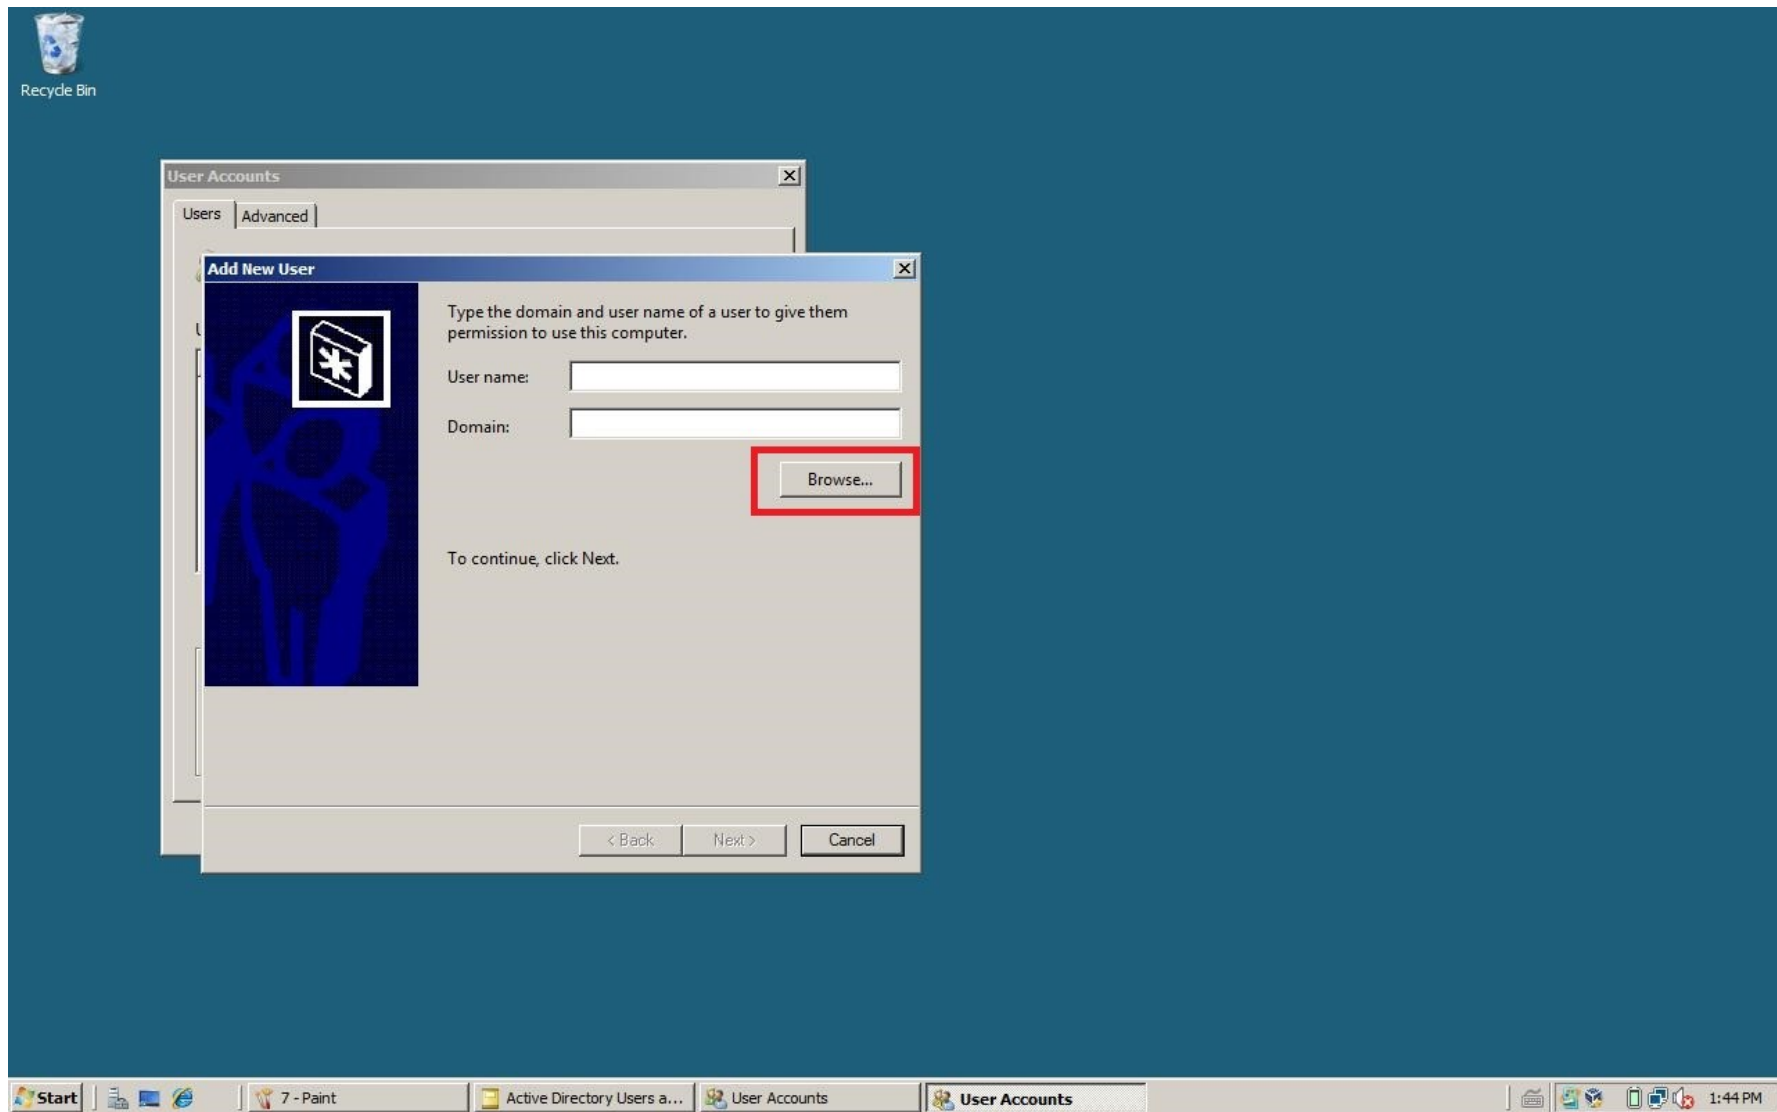 Recycle Bin
User Accounts
Users
Advanced
Add New User
Type the domain and user name of a user to give them
permission to use this computer.
User name:
Domain:
Browse...
To continue, click Next.
< Back
Next >
Cancel
Start
7 - Paint
Active Directory Users a...
User Accounts
User Accounts
1:44 PM